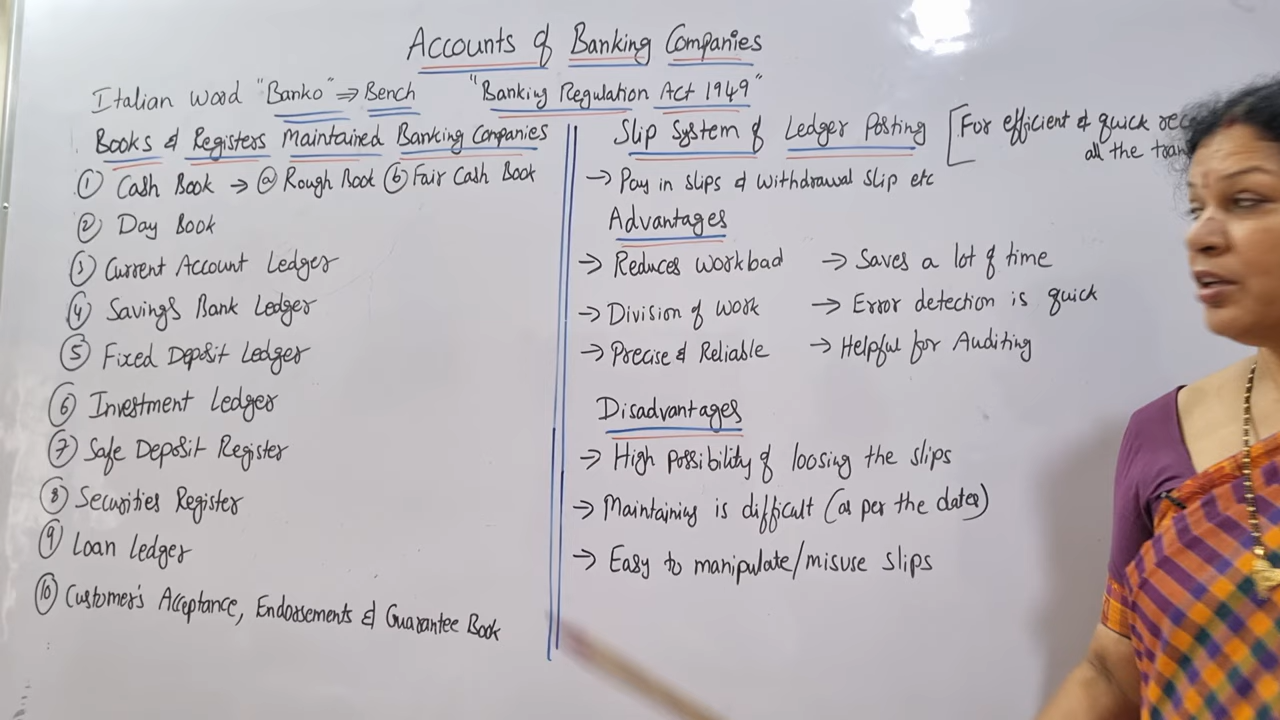 Accounts of Banking Companies
Italian Word "Banko" ⇒ Bench "Banking Regulation Act 1949"
Books & Registers Maintained Banking Companies
① Cash Book → ⓐ Rough Book ⓑ Fair Cash Book
② Day Book
③ Current Account Ledger
④ Savings Bank Ledger
⑤ Fixed Deposit Ledger
⑥ Investment Ledger
⑦ Safe Deposit Register
⑧ Securities Register
⑨ Loan Ledger
⑩ Customer's Acceptance, Endorsements & Guarantee Book
Slip System of Ledger Posting [For efficient & quick
all the
→ Pay in slips & withdrawal slip etc
Advantages
→ Reduces workload → Saves a lot of time
→ Division of work → Error detection is quick
→ Precise & Reliable → Helpful for Auditing
Disadvantages
→ High possibility of loosing the slips
→ Maintaining is difficult (as per the dates)
→ Easy to manipulate/misuse slips